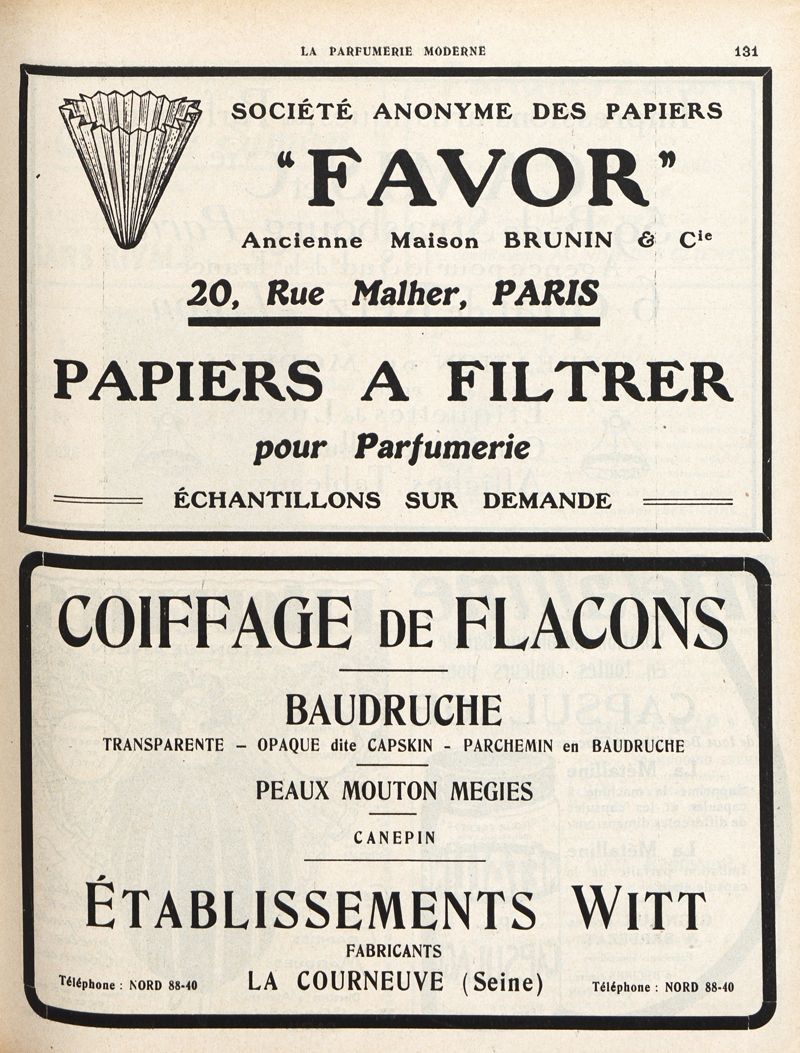 LA PARFUMERIE MODERNE 131
SOCIÉTÉ ANONYME DES PAPIERS
"FAVOR"
Ancienne Maison BRUNIN & Cie
20, Rue Malher, PARIS
PAPIERS A FILTRER
pour Parfumerie
ÉCHANTILLONS SUR DEMANDE
COIFFAGE DE FLACONS
BAUDRUCHE
TRANSPARENTE – OPAQUE dite CAPSKIN - PARCHEMIN en BAUDRUCHE
PEAUX MOUTON MEGIES
CANEPIN
ÉTABLISSEMENTS WITT
FABRICANTS
Téléphone : NORD 88-40 LA COURNEUVE (Seine) Téléphone : NORD 88-40